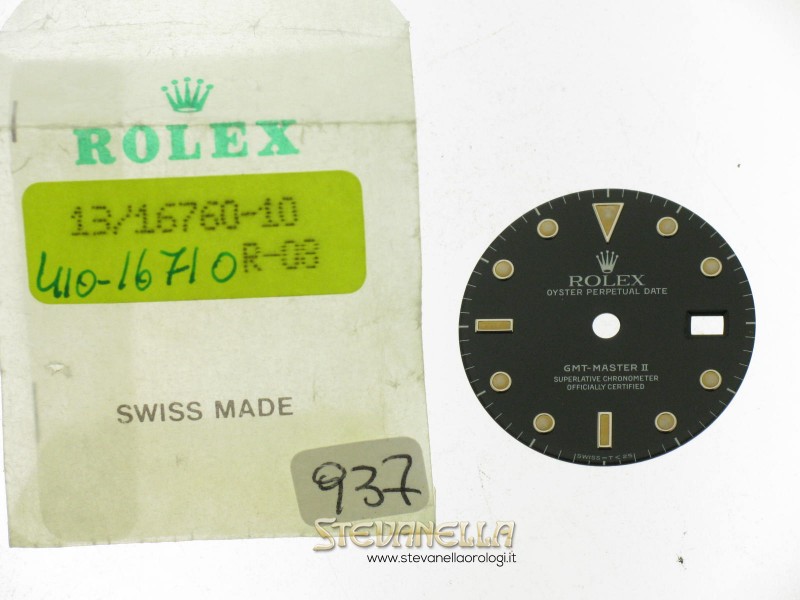 ROLEX
13/16760-10
410-16710 R-08
SWISS MADE
937
ROLEX
OYSTER PERPETUAL DATE
GMT-MASTER II
SUPERLATIVE CHRONOMETER
OFFICIALLY CERTIFIED
SWISS-T<25
STEVANELLA
www.stevanellaorologi.it